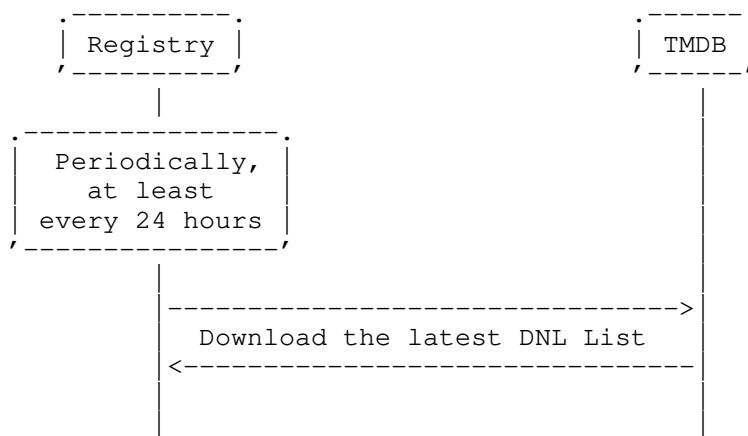 Registry
TMDB
Periodically,
at least
every 24 hours
Download the latest DNL List